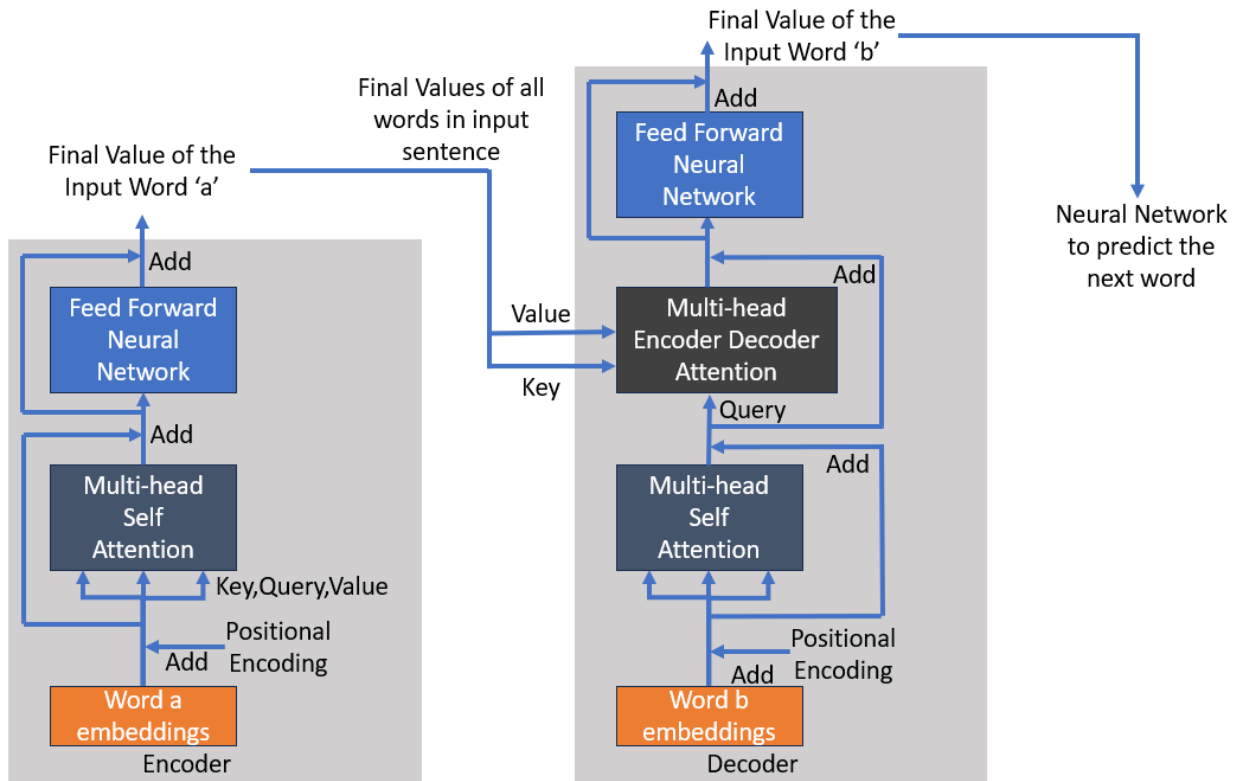 Final Value of the
Input Word ‘a’
Add
Feed Forward
Neural
Network
Add
Multi-head
Self
Attention
Key,Query,Value
Positional
Encoding
Add
Word a
embeddings
Encoder
Final Values of all
words in input
sentence
Value
Key
Final Value of the
Input Word ‘b’
Add
Feed Forward
Neural
Network
Add
Multi-head
Encoder Decoder
Attention
Query
Add
Multi-head
Self
Attention
Positional
Encoding
Add
Word b
embeddings
Decoder
Neural Network
to predict the
next word